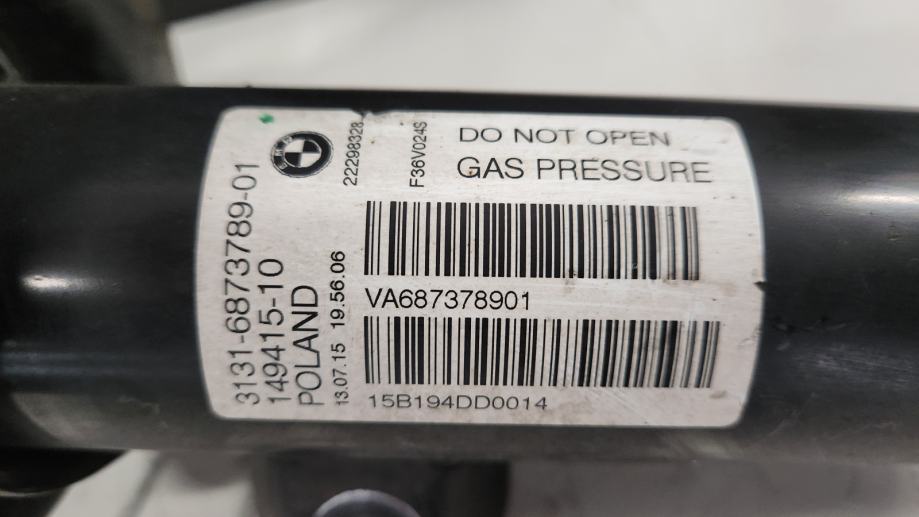 3131-6873789-01
149415-10
POLAND
13.07.15 19.56.06
22298328
F36V024S
DO NOT OPEN
GAS PRESSURE
VA687378901
15B194DD0014